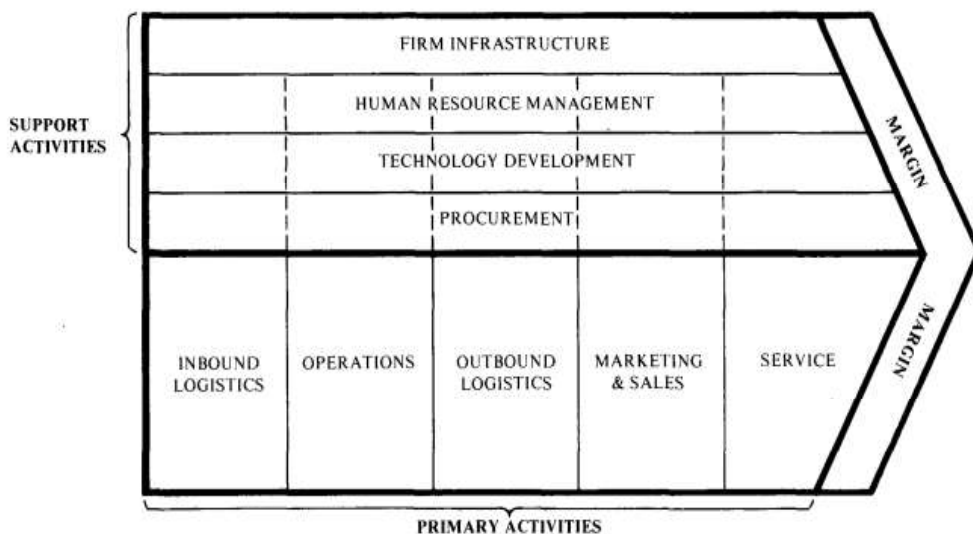 FIRM INFRASTRUCTURE
HUMAN RESOURCE MANAGEMENT
SUPPORT
ACTIVITIES
TECHNOLOGY DEVELOPMENT
PROCUREMENT
MARGIN
INBOUND
LOGISTICS
OPERATIONS
OUTBOUND
LOGISTICS
MARKETING
& SALES
SERVICE
MARGIN
PRIMARY ACTIVITIES